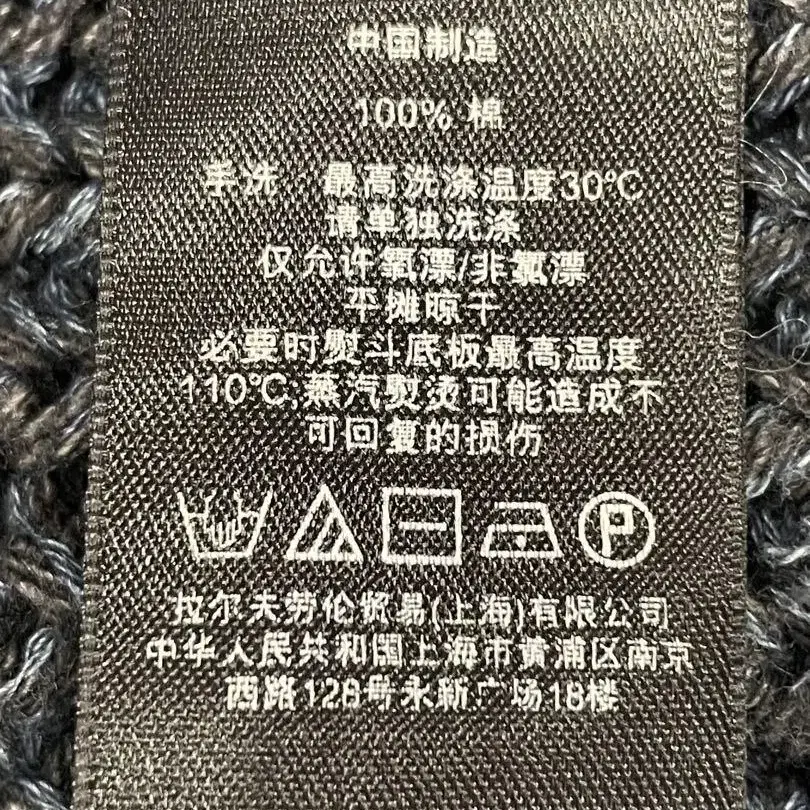 中国制造
100% 棉
手洗 最高洗涤温度30℃
请单独洗涤
仅允许氧漂/非氯漂
平摊晾干
必要时熨斗底板最高温度
110℃;蒸汽熨烫可能造成不
可回复的损伤
P
拉尔夫劳伦贸易(上海)有限公司
中华人民共和国上海市黄浦区南京
西路128号永新广场18楼